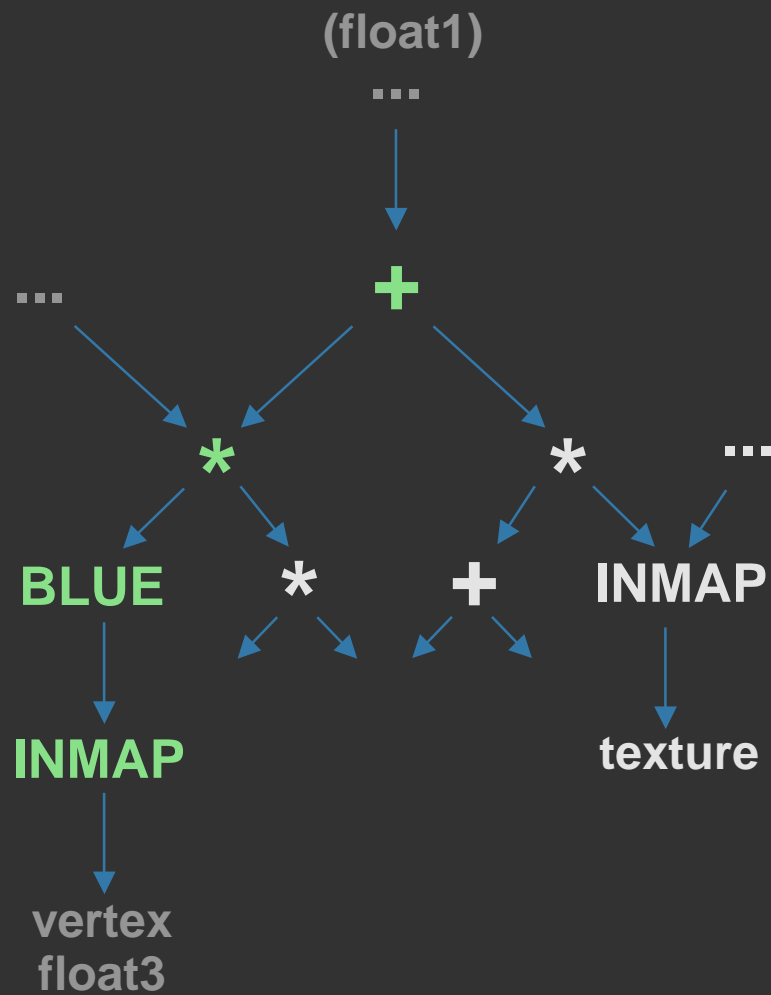 (float1)
...
+
...
*
*
...
BLUE
*
+
INMAP
INMAP
texture
vertex
float3